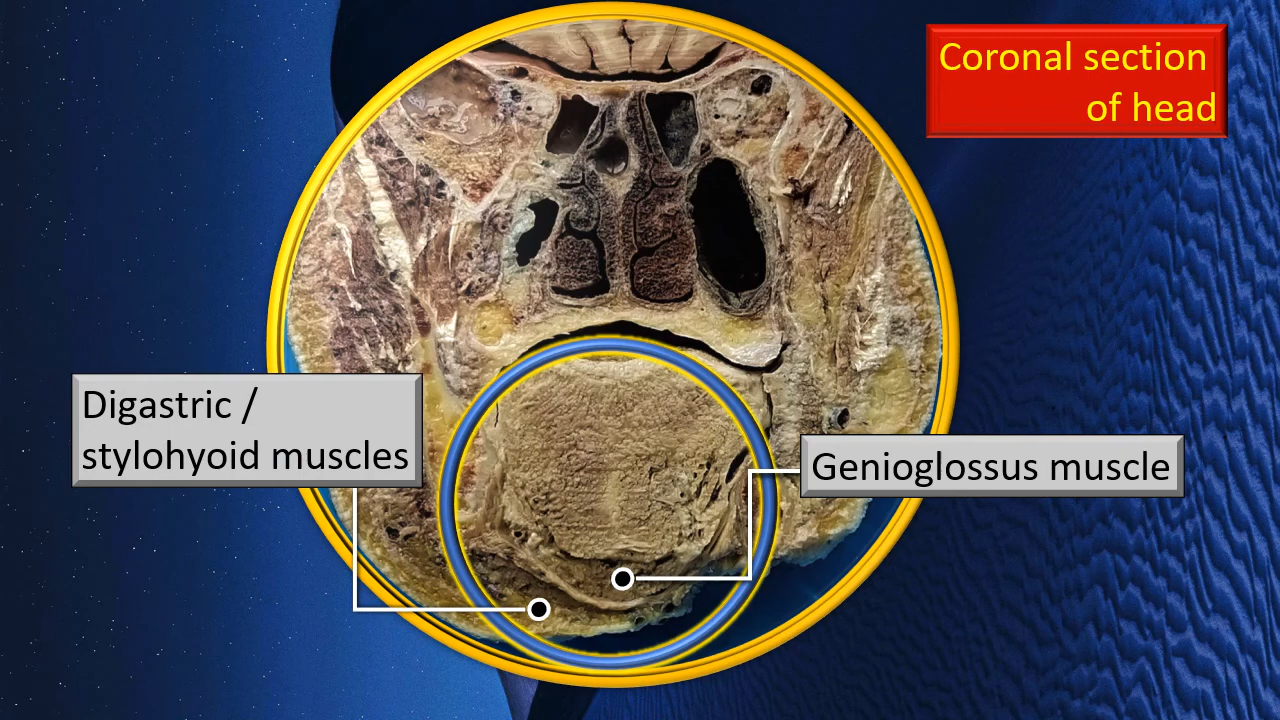 Coronal section
of head
Digastric /
stylohyoid muscles
Genioglossus muscle